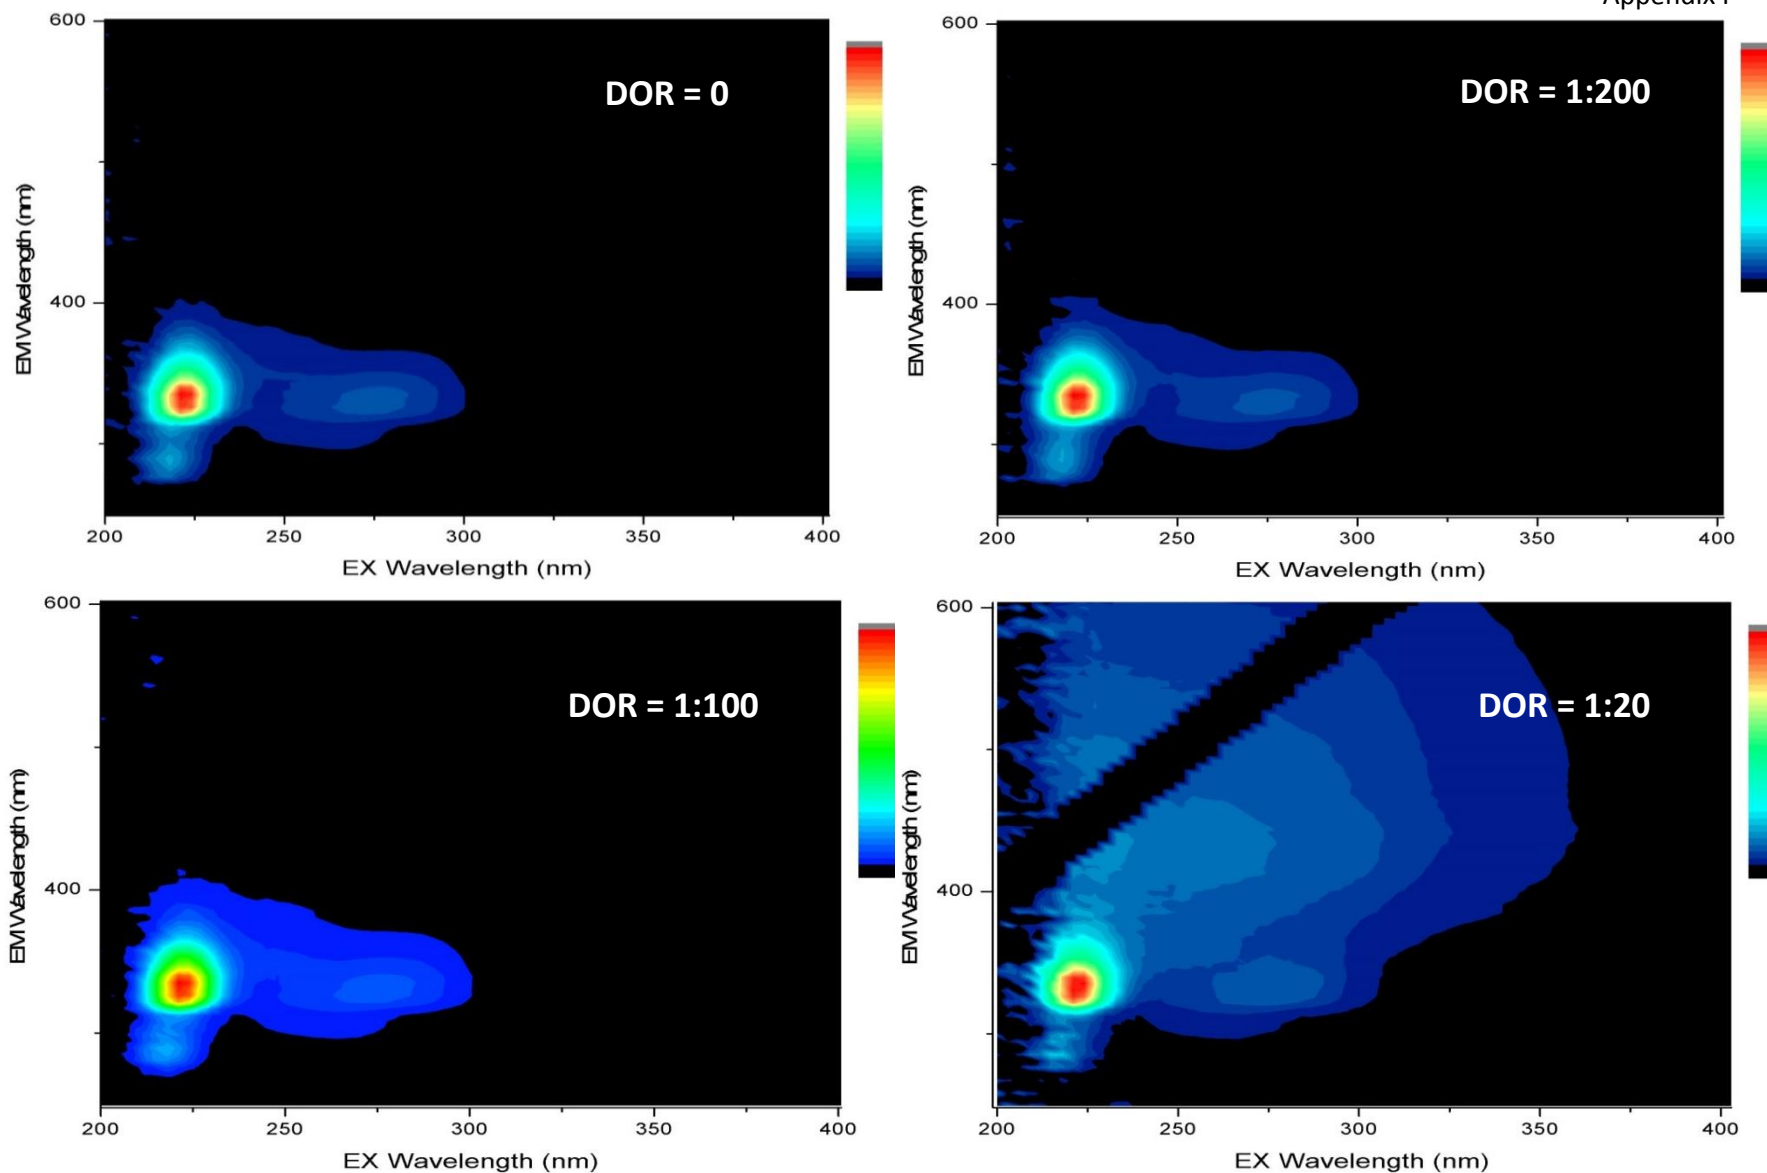 Appendix
600
DOR = 0
EM Wavelength (nm)
400
200 250 300 350 400
EX Wavelength (nm)
600
DOR = 1:200
EM Wavelength (nm)
400
200 250 300 350 400
EX Wavelength (nm)
600
DOR = 1:100
EM Wavelength (nm)
400
200 250 300 350 400
EX Wavelength (nm)
600
DOR = 1:20
EM Wavelength (nm)
400
200 250 300 350 400
EX Wavelength (nm)